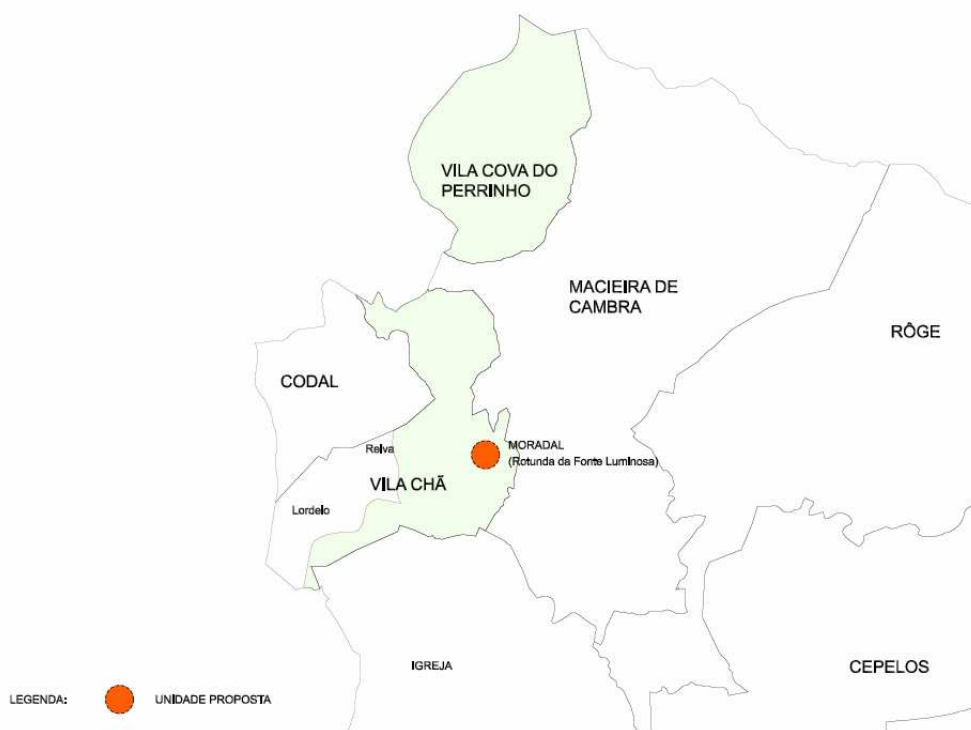 VILA COVA DO
PERRINHO
MACIEIRA DE
CAMBRA
RÔGE
CODAL
MORADAL
(Rotunda da Fonte Luminosa)
Relva
VILA CHÃ
Lordelo
IGREJA
CEPELOS
LEGENDA:
UNIDADE PROPOSTA